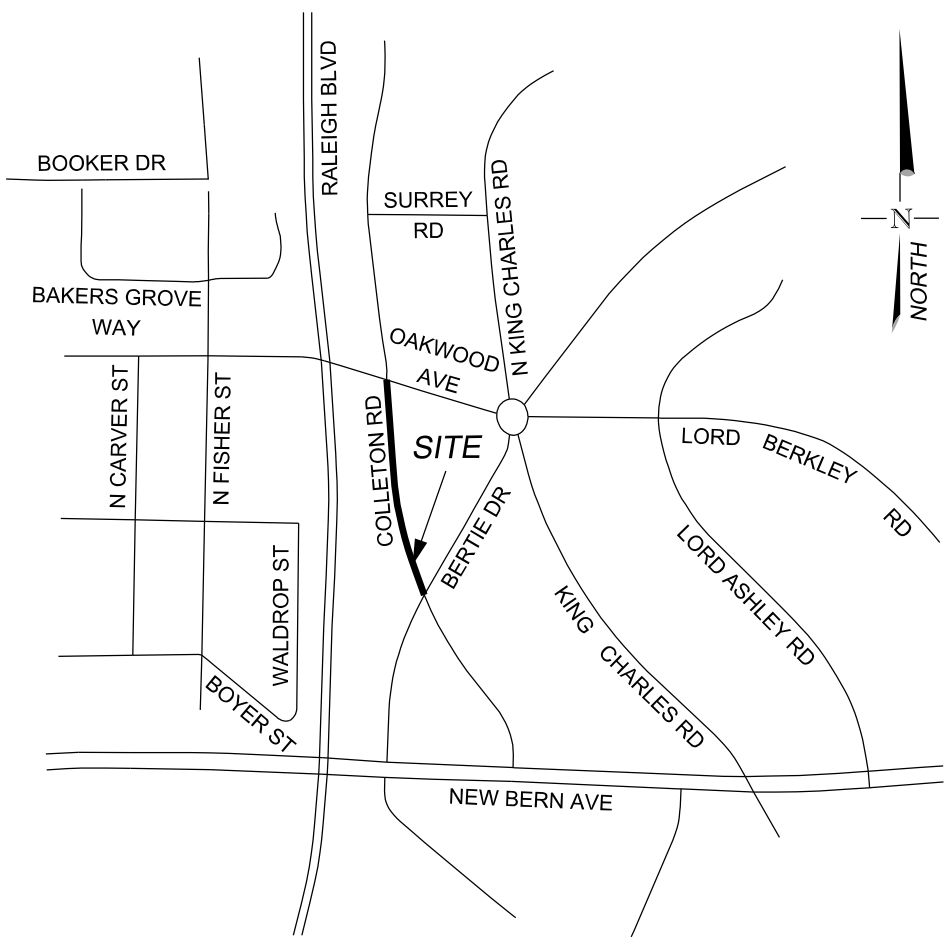 RALEIGH BLVD
BOOKER DR
SURREY
RD
N KING CHARLES RD
N
NORTH
BAKERS GROVE
WAY
OAKWOOD
AVE
N CARVER ST
N FISHER ST
COLLETON RD
SITE
LORD BERKLEY RD
BERTIE DR
WALDROP ST
LORD ASHLEY RD
KING CHARLES RD
BOYER ST
NEW BERN AVE